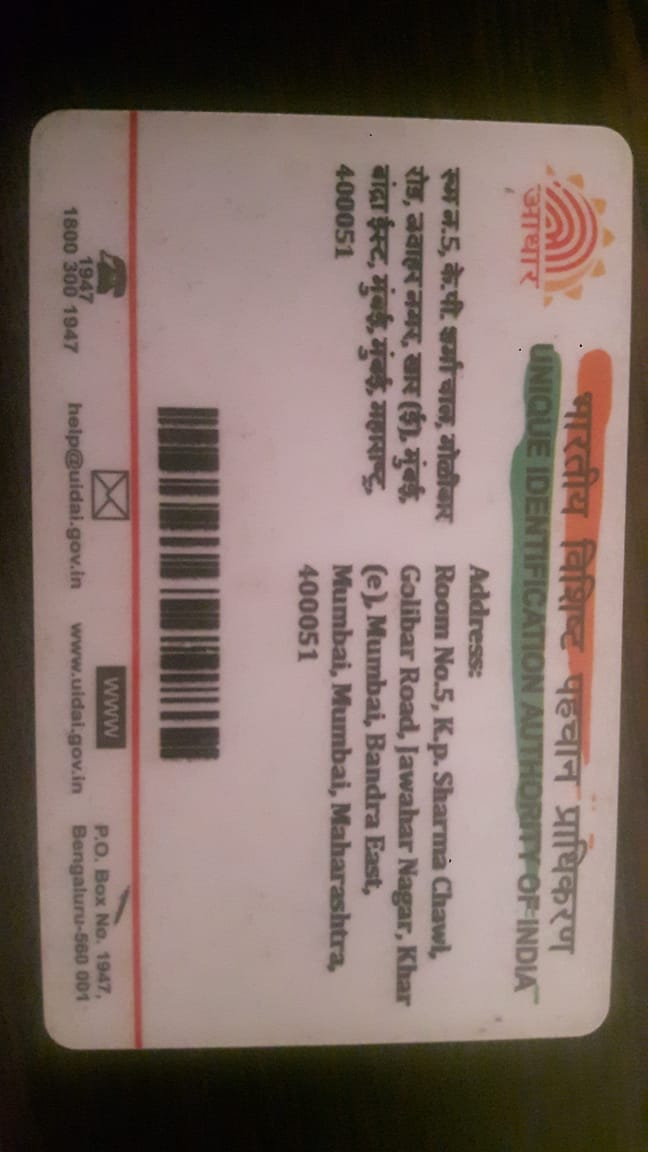 आधार
भारतीय विशिष्ट पहचान प्राधिकरण
UNIQUE IDENTIFICATION AUTHORITY OF INDIA
रूम नं.5, के.पी. शर्मा चाल, गोळीबार
रोड, जवाहर नगर, खार (ई), मुंबई,
बांद्रा ईस्ट, मुंबई, मुंबई, महाराष्ट्र,
400051
Address:
Room No.5, K.p. Sharma Chawl,
Golibar Road, Jawahar Nagar, Khar
(e), Mumbai, Bandra East,
Mumbai, Mumbai, Maharashtra,
400051
1947
1800 300 1947
help@uidai.gov.in
WWW
www.uidai.gov.in
P.O. Box No. 1947,
Bengaluru-560 001